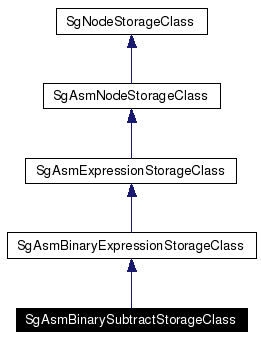 SgNodeStorageClass
SgAsmNodeStorageClass
SgAsmExpressionStorageClass
SgAsmBinaryExpressionStorageClass
SgAsmBinarySubtractStorageClass